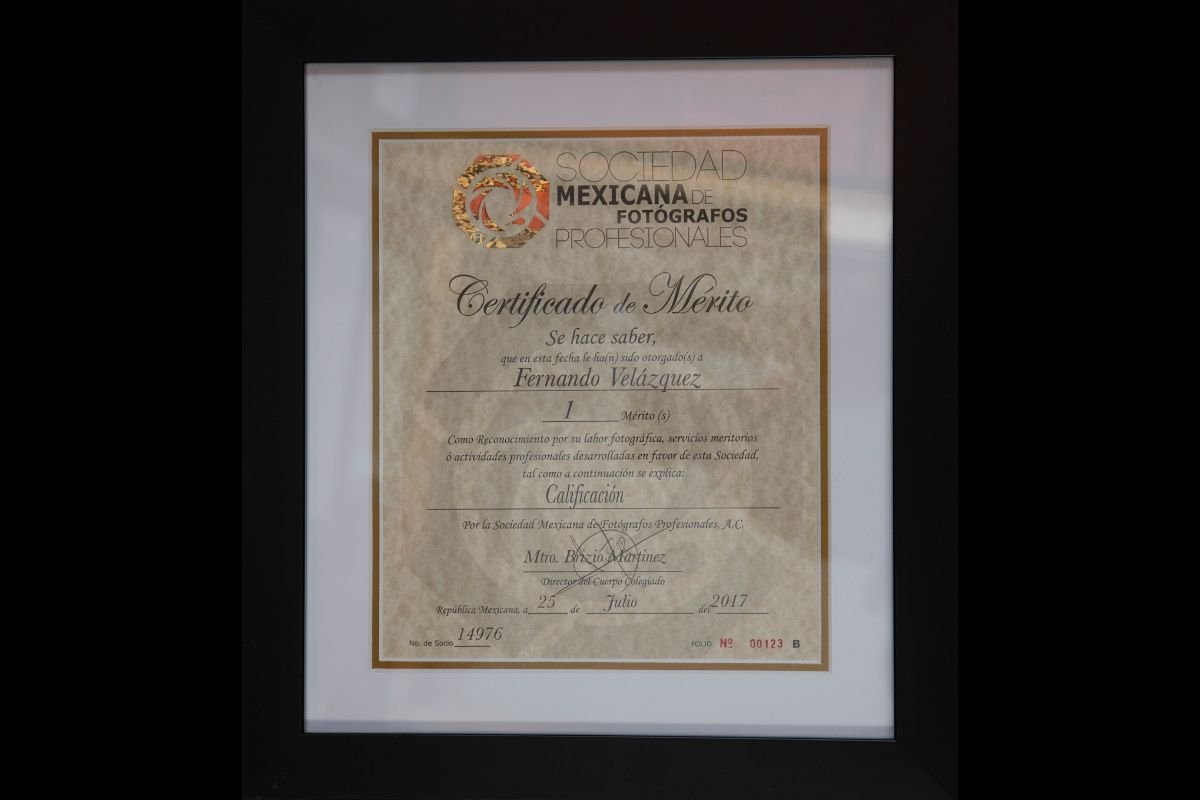 SOCIEDAD
MEXICANA DE
FOTÓGRAFOS
PROFESIONALES
Certificado de Mérito
Se hace saber,
que en esta fecha le ha(n) sido otorgado(s) a
Fernando Velázquez
1 Mérito (s)
Como Reconocimiento por su labor fotográfica, servicios meritorios
ó actividades profesionales desarrolladas en favor de esta Sociedad,
tal como a continuación se explica:
Calificación
Por la Sociedad Mexicana de Fotógrafos Profesionales, A.C.
Mtro. Brizio Martinez
Director del Cuerpo Colegiado
República Mexicana, a 25 de Julio del 2017
No. de Socio 14976
FOLIO Nº 00123 B